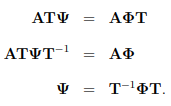 ATΨ = AΦT
ATΨT⁻¹ = AΦ
Ψ = T⁻¹ΦT.